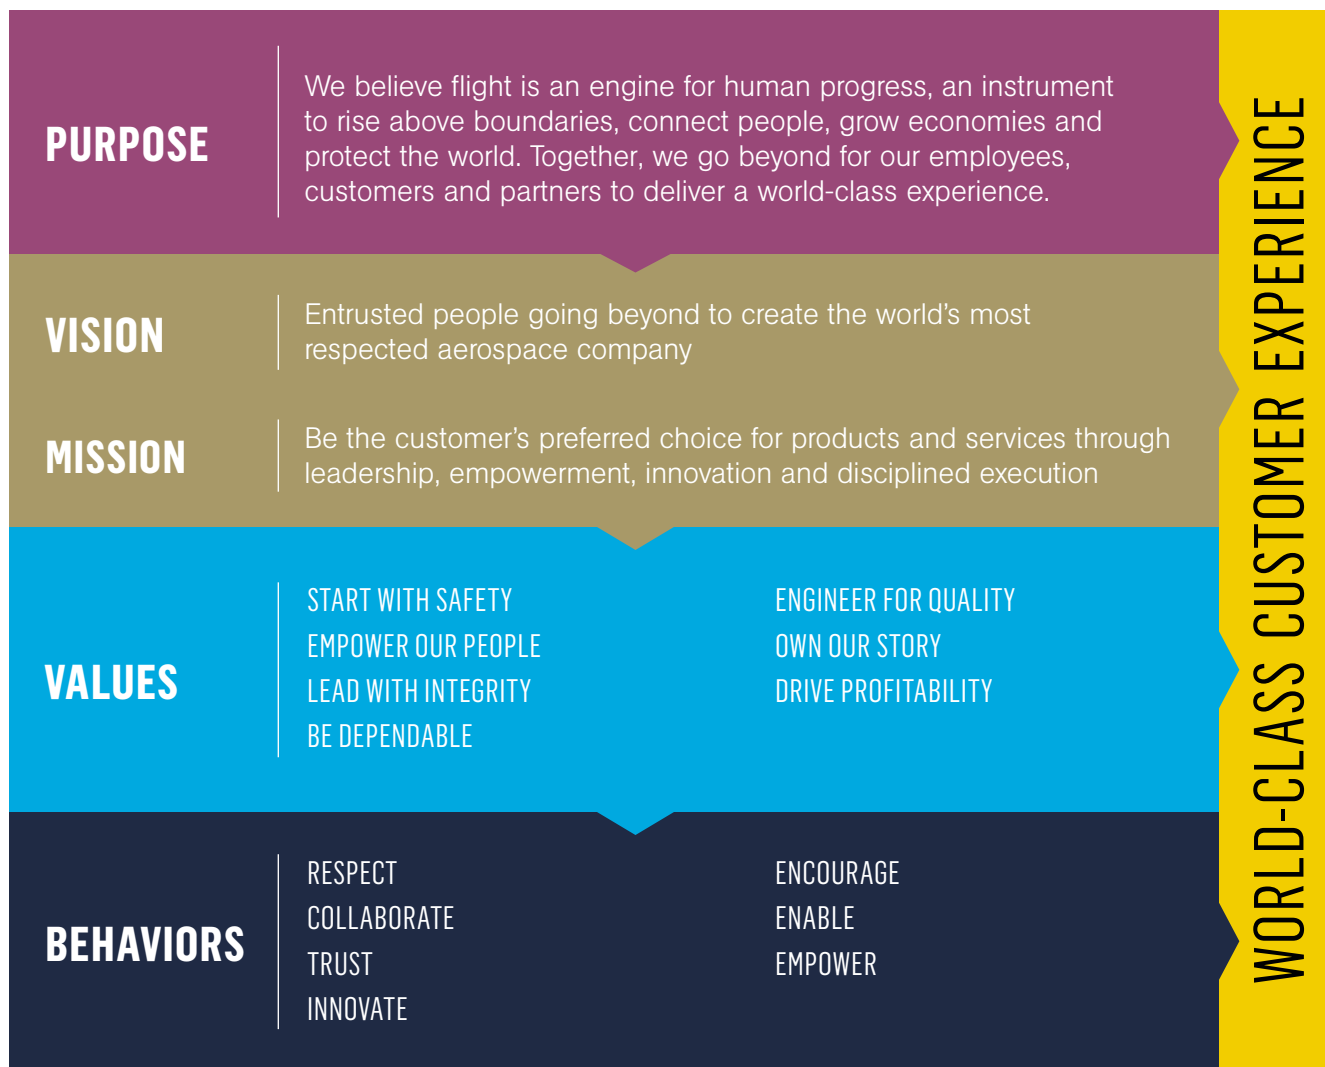 PURPOSE
We believe flight is an engine for human progress, an instrument
to rise above boundaries, connect people, grow economies and
protect the world. Together, we go beyond for our employees,
customers and partners to deliver a world-class experience.
VISION
Entrusted people going beyond to create the world’s most
respected aerospace company
MISSION
Be the customer’s preferred choice for products and services through
leadership, empowerment, innovation and disciplined execution
VALUES
START WITH SAFETY
EMPOWER OUR PEOPLE
LEAD WITH INTEGRITY
BE DEPENDABLE
ENGINEER FOR QUALITY
OWN OUR STORY
DRIVE PROFITABILITY
BEHAVIORS
RESPECT
COLLABORATE
TRUST
INNOVATE
ENCOURAGE
ENABLE
EMPOWER
WORLD-CLASS CUSTOMER EXPERIENCE